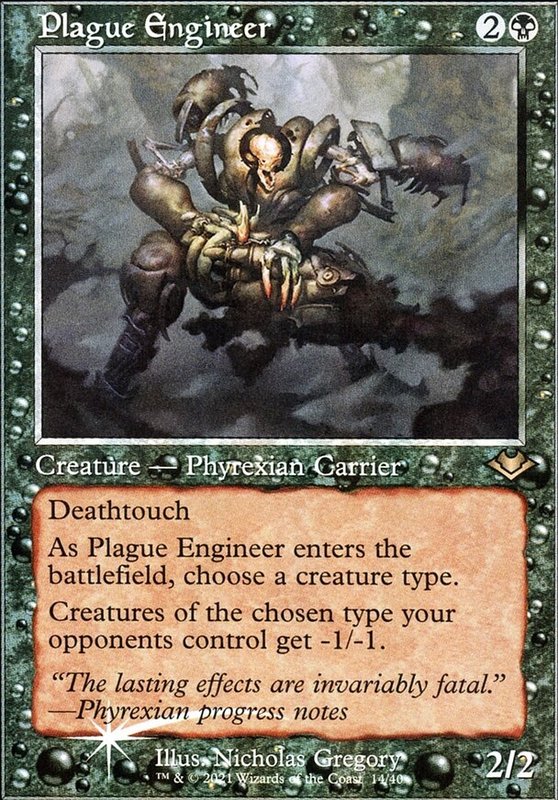 Plague Engineer 2
Creature — Phyrexian Carrier
Deathtouch
As Plague Engineer enters the
battlefield, choose a creature type.
Creatures of the chosen type your
opponents control get -1/-1.
“The lasting effects are invariably fatal.”
—Phyrexian progress notes
Illus. Nicholas Gregory
™ & © 2021 Wizards of the Coast 14/40
2/2